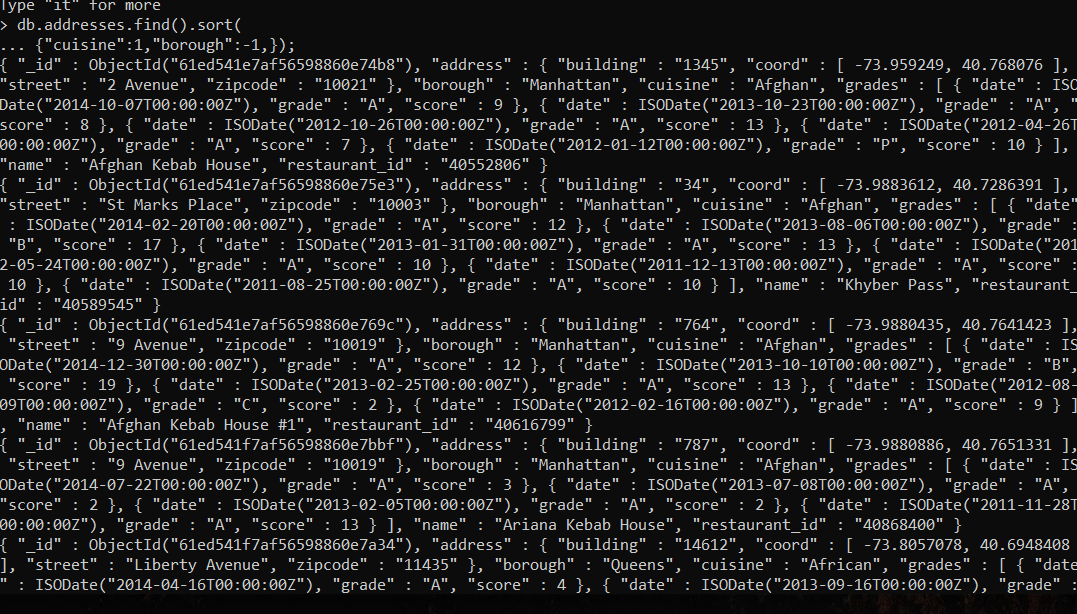 Type "it" for more
> db.addresses.find().sort(
... {"cuisine":1,"borough":-1,});
{ "_id" : ObjectId("61ed541e7af56598860e74b8"), "address" : { "building" : "1345", "coord" : [ -73.959249, 40.768076 ],
"street" : "2 Avenue", "zipcode" : "10021" }, "borough" : "Manhattan", "cuisine" : "Afghan", "grades" : [ { "date" : ISO
Date("2014-10-07T00:00:00Z"), "grade" : "A", "score" : 9 }, { "date" : ISODate("2013-10-23T00:00:00Z"), "grade" : "A", "
score" : 8 }, { "date" : ISODate("2012-10-26T00:00:00Z"), "grade" : "A", "score" : 13 }, { "date" : ISODate("2012-04-26T
00:00:00Z"), "grade" : "A", "score" : 7 }, { "date" : ISODate("2012-01-12T00:00:00Z"), "grade" : "P", "score" : 10 } ],
"name" : "Afghan Kebab House", "restaurant_id" : "40552806" }
{ "_id" : ObjectId("61ed541e7af56598860e75e3"), "address" : { "building" : "34", "coord" : [ -73.9883612, 40.7286391 ],
"street" : "St Marks Place", "zipcode" : "10003" }, "borough" : "Manhattan", "cuisine" : "Afghan", "grades" : [ { "date"
: ISODate("2014-02-20T00:00:00Z"), "grade" : "A", "score" : 12 }, { "date" : ISODate("2013-08-06T00:00:00Z"), "grade" :
"B", "score" : 17 }, { "date" : ISODate("2013-01-31T00:00:00Z"), "grade" : "A", "score" : 13 }, { "date" : ISODate("201
2-05-24T00:00:00Z"), "grade" : "A", "score" : 10 }, { "date" : ISODate("2011-12-13T00:00:00Z"), "grade" : "A", "score" :
10 }, { "date" : ISODate("2011-08-25T00:00:00Z"), "grade" : "A", "score" : 10 } ], "name" : "Khyber Pass", "restaurant_
id" : "40589545" }
{ "_id" : ObjectId("61ed541e7af56598860e769c"), "address" : { "building" : "764", "coord" : [ -73.9880435, 40.7641423 ],
"street" : "9 Avenue", "zipcode" : "10019" }, "borough" : "Manhattan", "cuisine" : "Afghan", "grades" : [ { "date" : IS
ODate("2014-12-30T00:00:00Z"), "grade" : "A", "score" : 12 }, { "date" : ISODate("2013-10-10T00:00:00Z"), "grade" : "B",
"score" : 19 }, { "date" : ISODate("2013-02-25T00:00:00Z"), "grade" : "A", "score" : 13 }, { "date" : ISODate("2012-08-
09T00:00:00Z"), "grade" : "C", "score" : 2 }, { "date" : ISODate("2012-02-16T00:00:00Z"), "grade" : "A", "score" : 9 } ]
, "name" : "Afghan Kebab House #1", "restaurant_id" : "40616799" }
{ "_id" : ObjectId("61ed541f7af56598860e7bbf"), "address" : { "building" : "787", "coord" : [ -73.9880886, 40.7651331 ],
"street" : "9 Avenue", "zipcode" : "10019" }, "borough" : "Manhattan", "cuisine" : "Afghan", "grades" : [ { "date" : IS
ODate("2014-07-22T00:00:00Z"), "grade" : "A", "score" : 3 }, { "date" : ISODate("2013-07-08T00:00:00Z"), "grade" : "A",
"score" : 2 }, { "date" : ISODate("2013-02-05T00:00:00Z"), "grade" : "A", "score" : 2 }, { "date" : ISODate("2011-11-28T
00:00:00Z"), "grade" : "A", "score" : 13 } ], "name" : "Ariana Kebab House", "restaurant_id" : "40868400" }
{ "_id" : ObjectId("61ed541f7af56598860e7a34"), "address" : { "building" : "14612", "coord" : [ -73.8057078, 40.6948408
], "street" : "Liberty Avenue", "zipcode" : "11435" }, "borough" : "Queens", "cuisine" : "African", "grades" : [ { "date
" : ISODate("2014-04-16T00:00:00Z"), "grade" : "A", "score" : 4 }, { "date" : ISODate("2013-09-16T00:00:00Z"), "grade" :